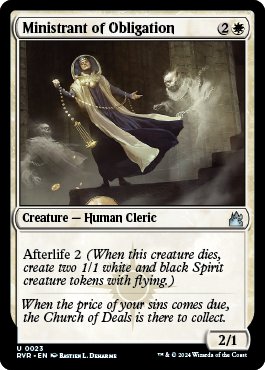 Ministrant of Obligation 2
Creature — Human Cleric
Afterlife 2 (When this creature dies,
create two 1/1 white and black Spirit
creature tokens with flying.)
When the price of your sins comes due,
the Church of Deals is there to collect.
2/1
U 0023
RVR • EN Bastien L. Deharme
™ & © 2024 Wizards of the Coast